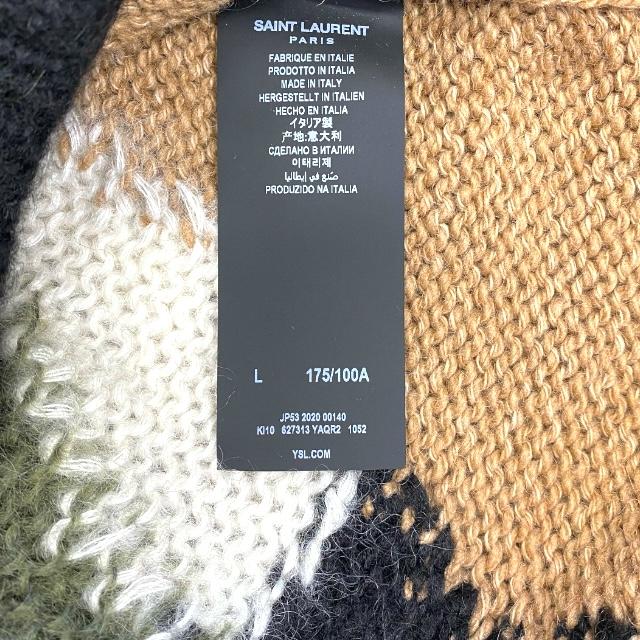 SAINT LAURENT
PARIS
FABRIQUE EN ITALIE
PRODOTTO IN ITALIA
MADE IN ITALY
HERGESTELLT IN ITALIEN
HECHO EN ITALIA
イタリア製
产地:意大利
СДЕЛАНО В ИТАЛИИ
이태리제
صنع في إيطاليا
PRODUZIDO NA ITALIA
L 175/100A
JP53 2020 00140
KI10 627313 YAQR2 1052
YSL.COM